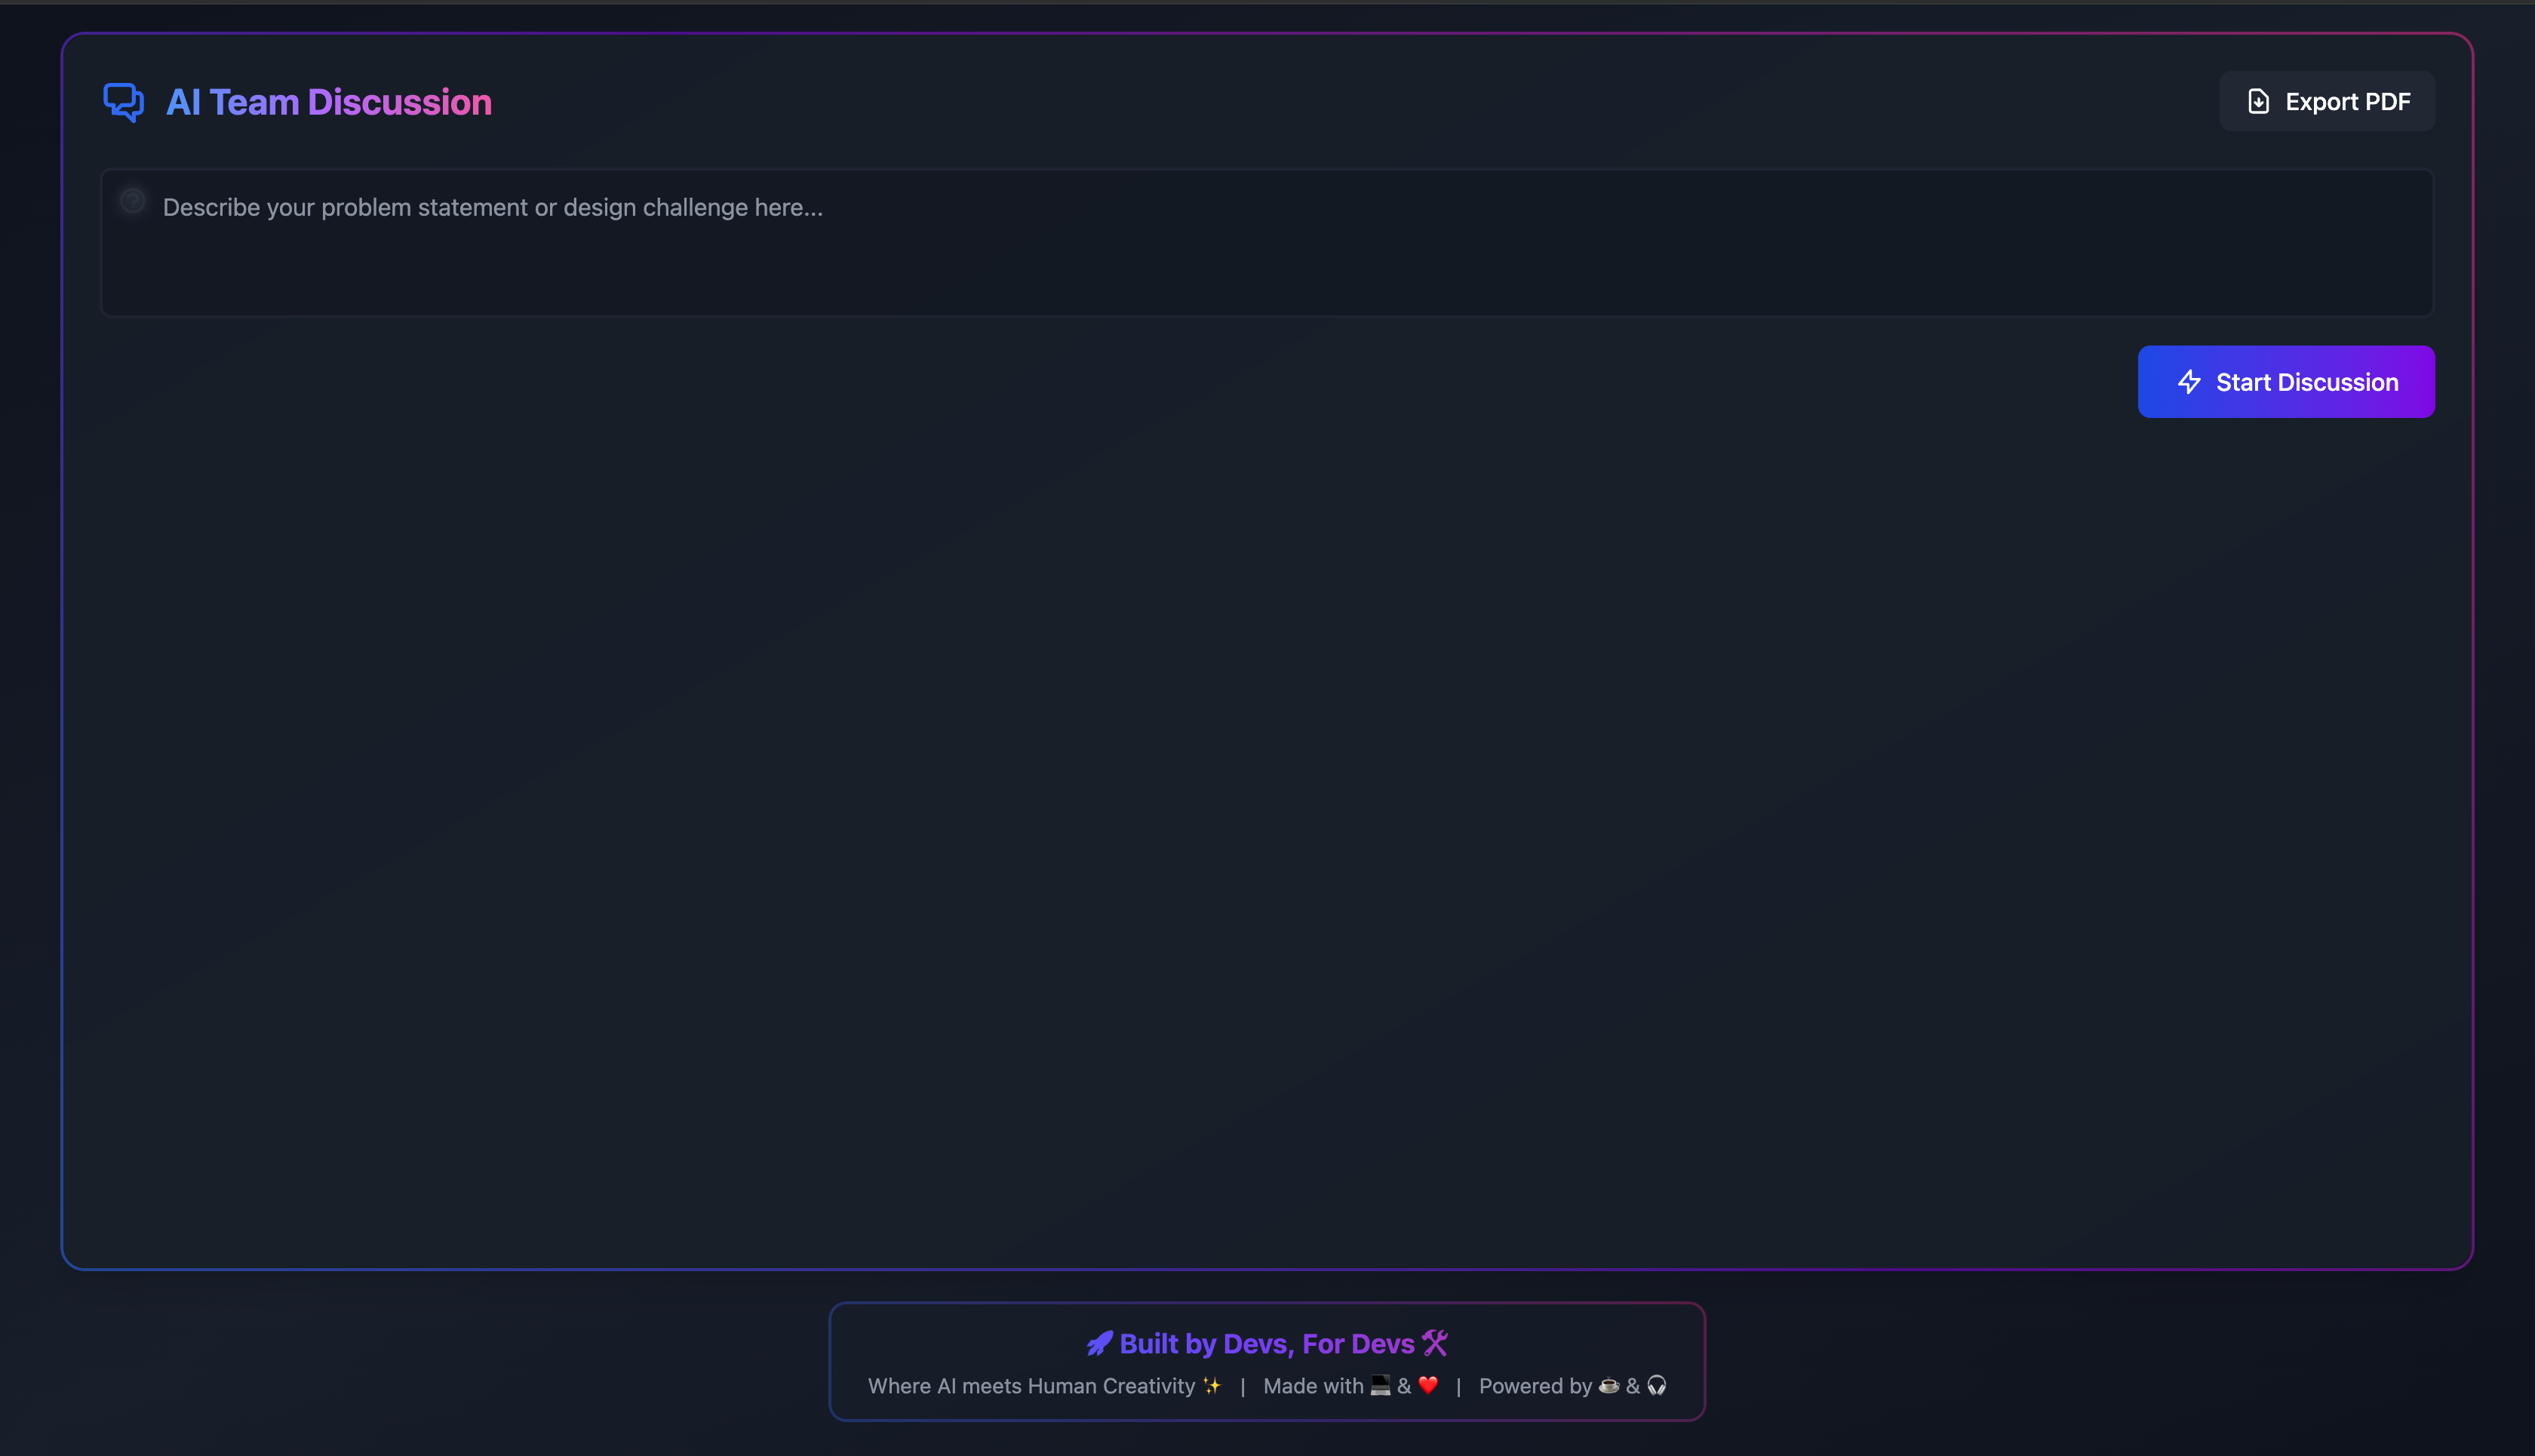 AI Team Discussion
Export PDF
Describe your problem statement or design challenge here...
Start Discussion
🚀 Built by Devs, For Devs 🛠
Where AI meets Human Creativity ✨ | Made with 💻 & ❤️ | Powered by ☕ & 🎧